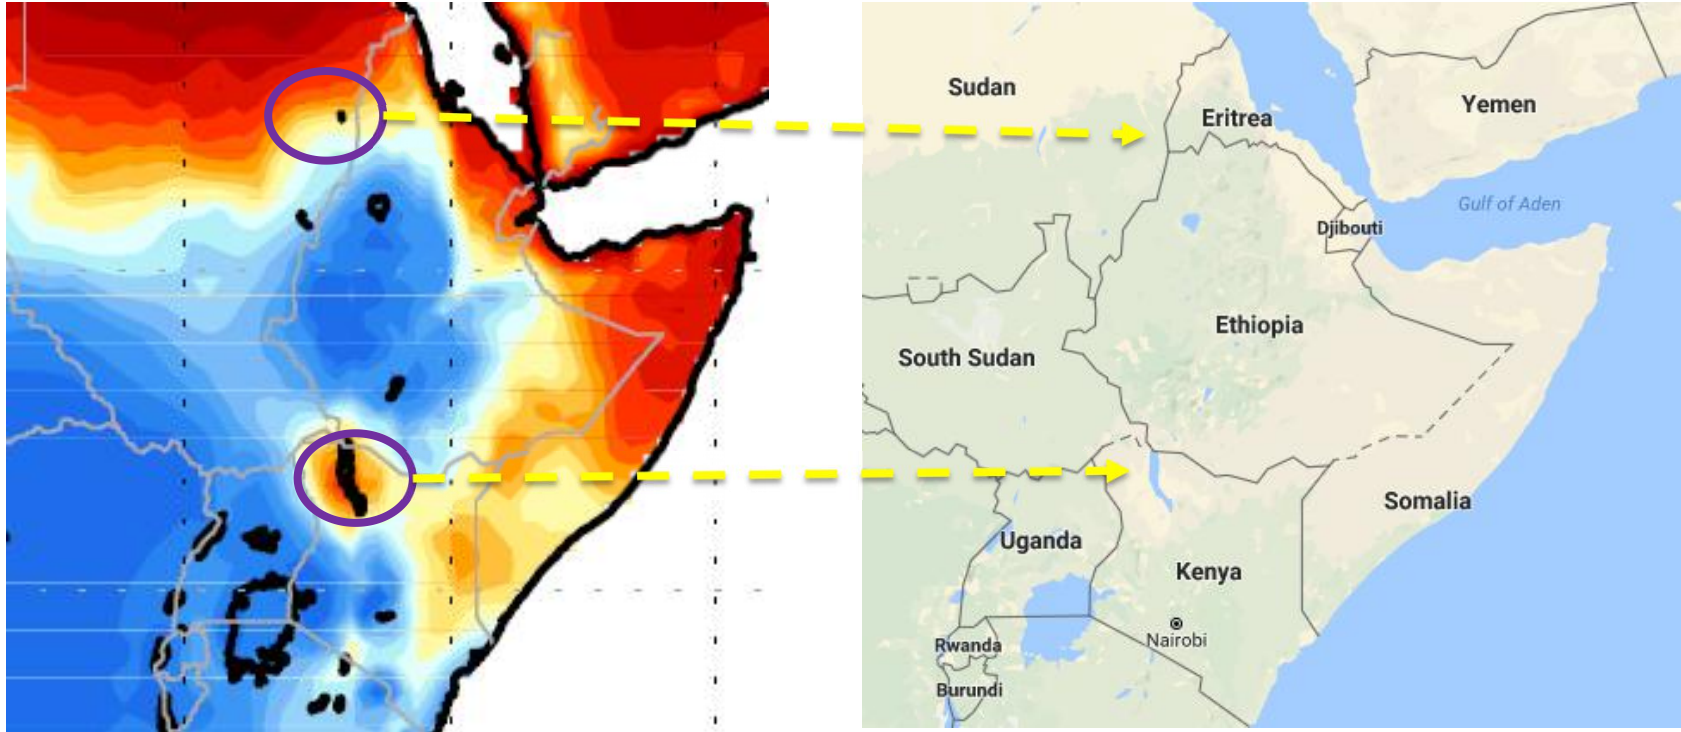 Sudan
Eritrea
Yemen
Gulf of Aden
Djibouti
Ethiopia
South Sudan
Somalia
Uganda
Kenya
Nairobi
Rwanda
Burundi